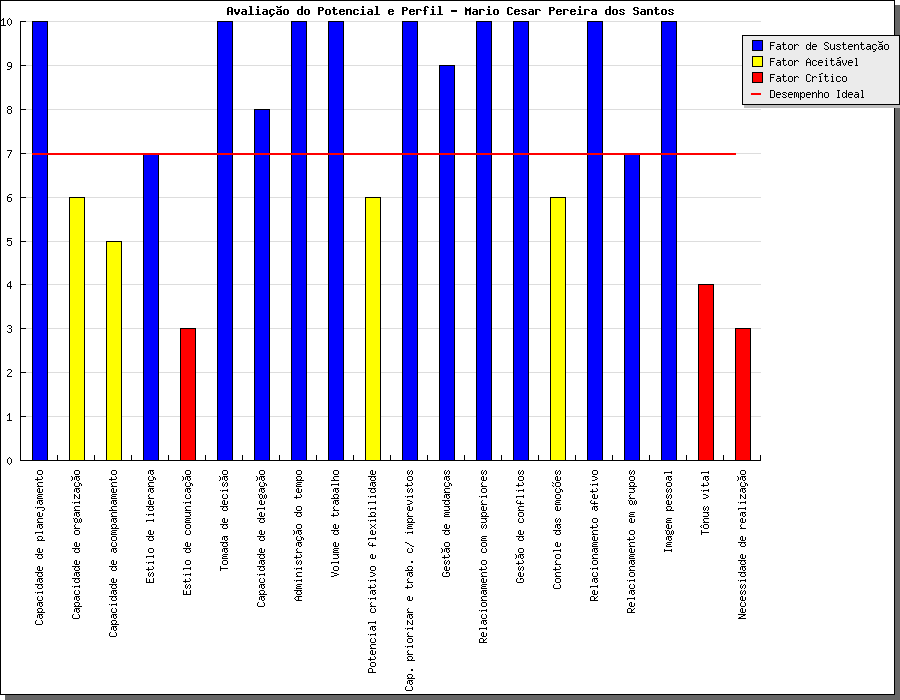 Avaliação do Potencial e Perfil - Mario Cesar Pereira dos Santos
Fator de Sustentação
Fator Aceitável
Fator Crítico
Desempenho Ideal
10
9
8
7
6
5
4
3
2
1
0
Capacidade de planejamento
Capacidade de organização
Capacidade de acompanhamento
Estilo de liderança
Estilo de comunicação
Tomada de decisão
Capacidade de delegação
Administração do tempo
Volume de trabalho
Potencial criativo e flexibilidade
Cap. priorizar e trab. c/ imprevistos
Gestão de mudanças
Relacionamento com superiores
Gestão de conflitos
Controle das emoções
Relacionamento afetivo
Relacionamento em grupos
Imagem pessoal
Tônus vital
Necessidade de realização